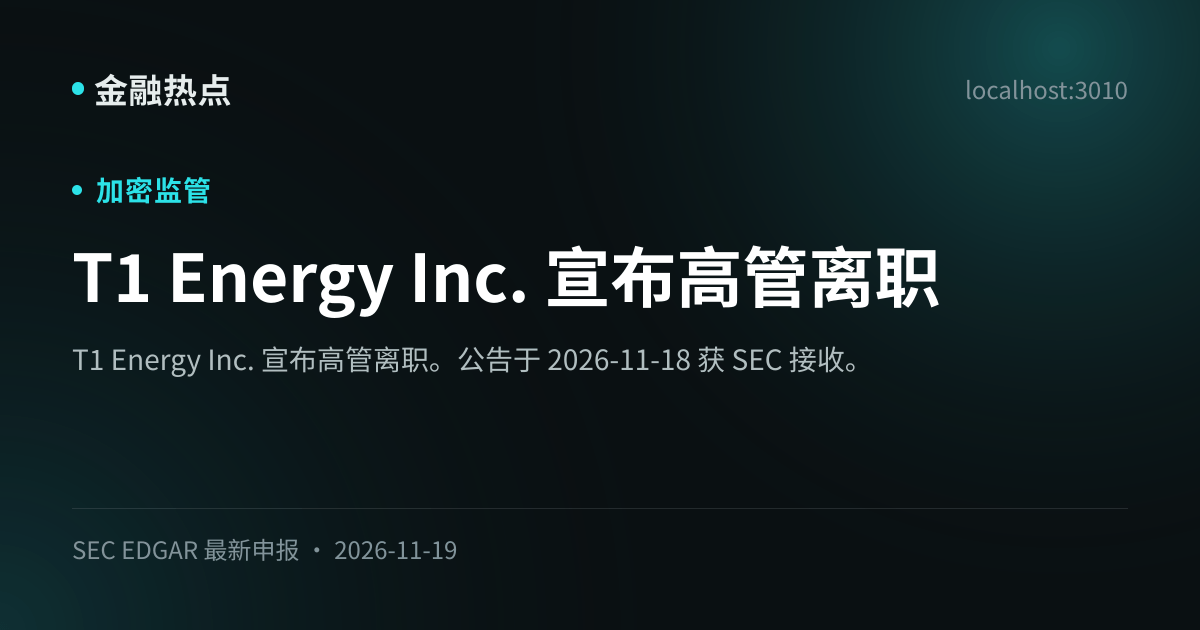 金融热点
localhost:3010
加密监管
T1 Energy Inc. 宣布高管离职
T1 Energy Inc. 宣布高管离职。公告于 2026-11-18 获 SEC 接收。
SEC EDGAR 最新申报 · 2026-11-19